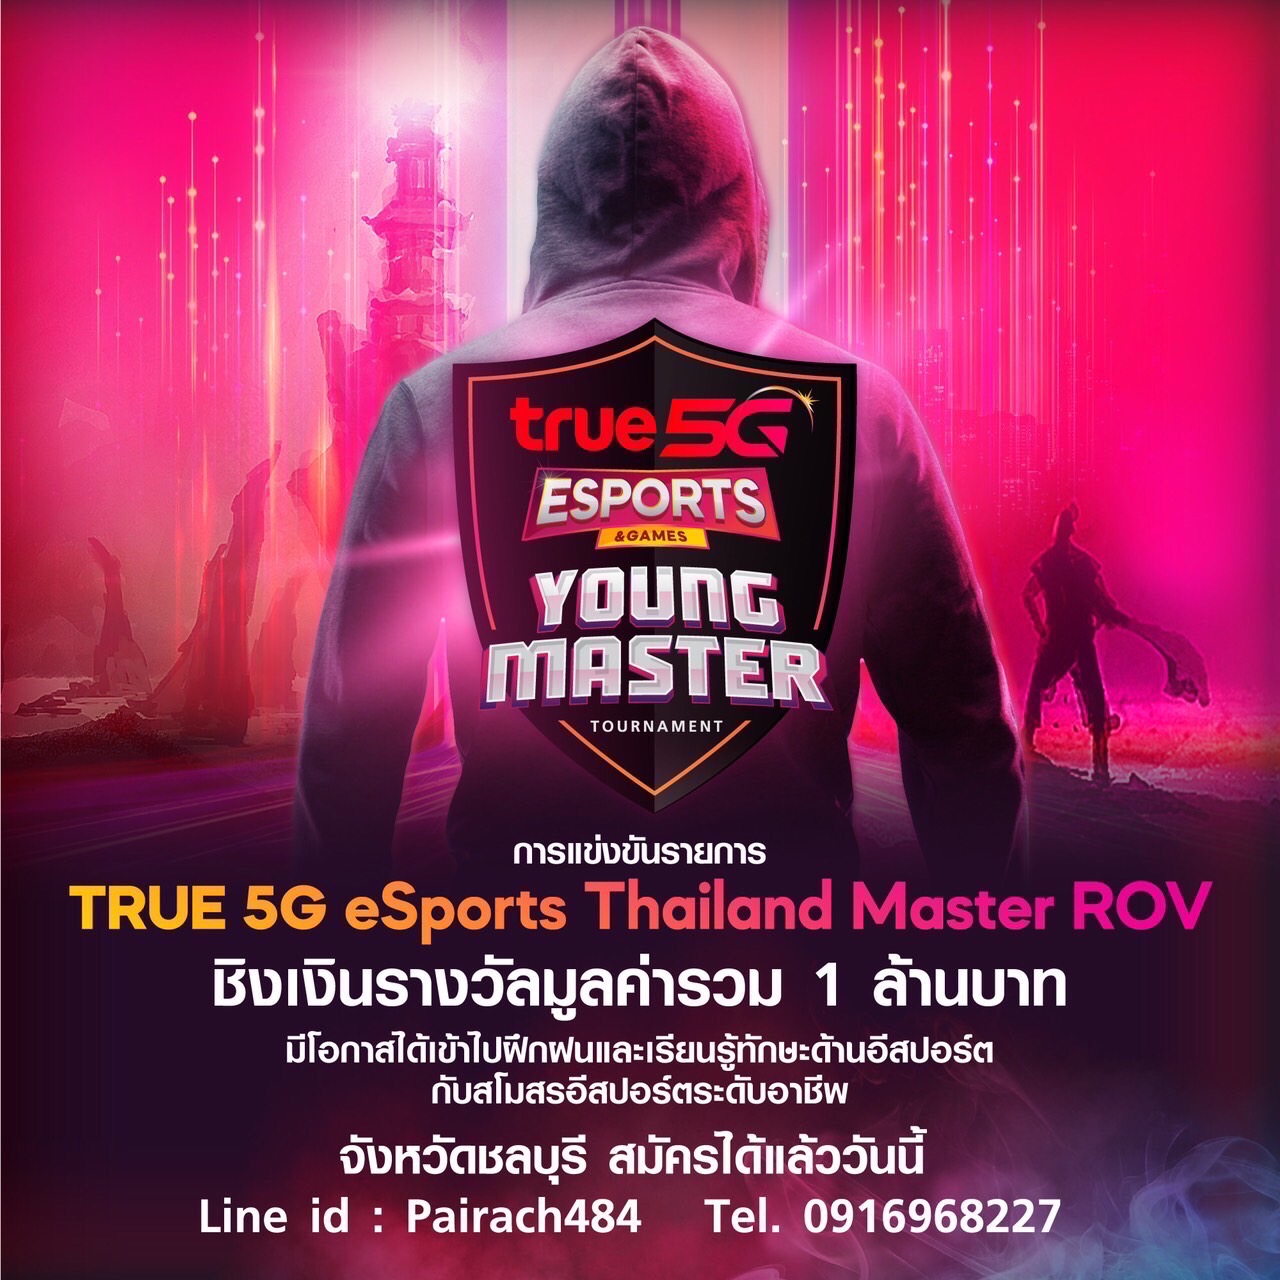 true 5G
ESPORTS
&GAMES
YOUNG
MASTER
TOURNAMENT
การแข่งขันรายการ
TRUE 5G eSports Thailand Master ROV
ชิงเงินรางวัลมูลค่ารวม 1 ล้านบาท
มีโอกาสได้เข้าไปฝึกฝนและเรียนรู้ทักษะด้านอีสปอร์ต
กับสโมสรอีสปอร์ตระดับอาชีพ
จังหวัดชลบุรี สมัครได้แล้ววันนี้
Line id : Pairach484 Tel. 0916968227